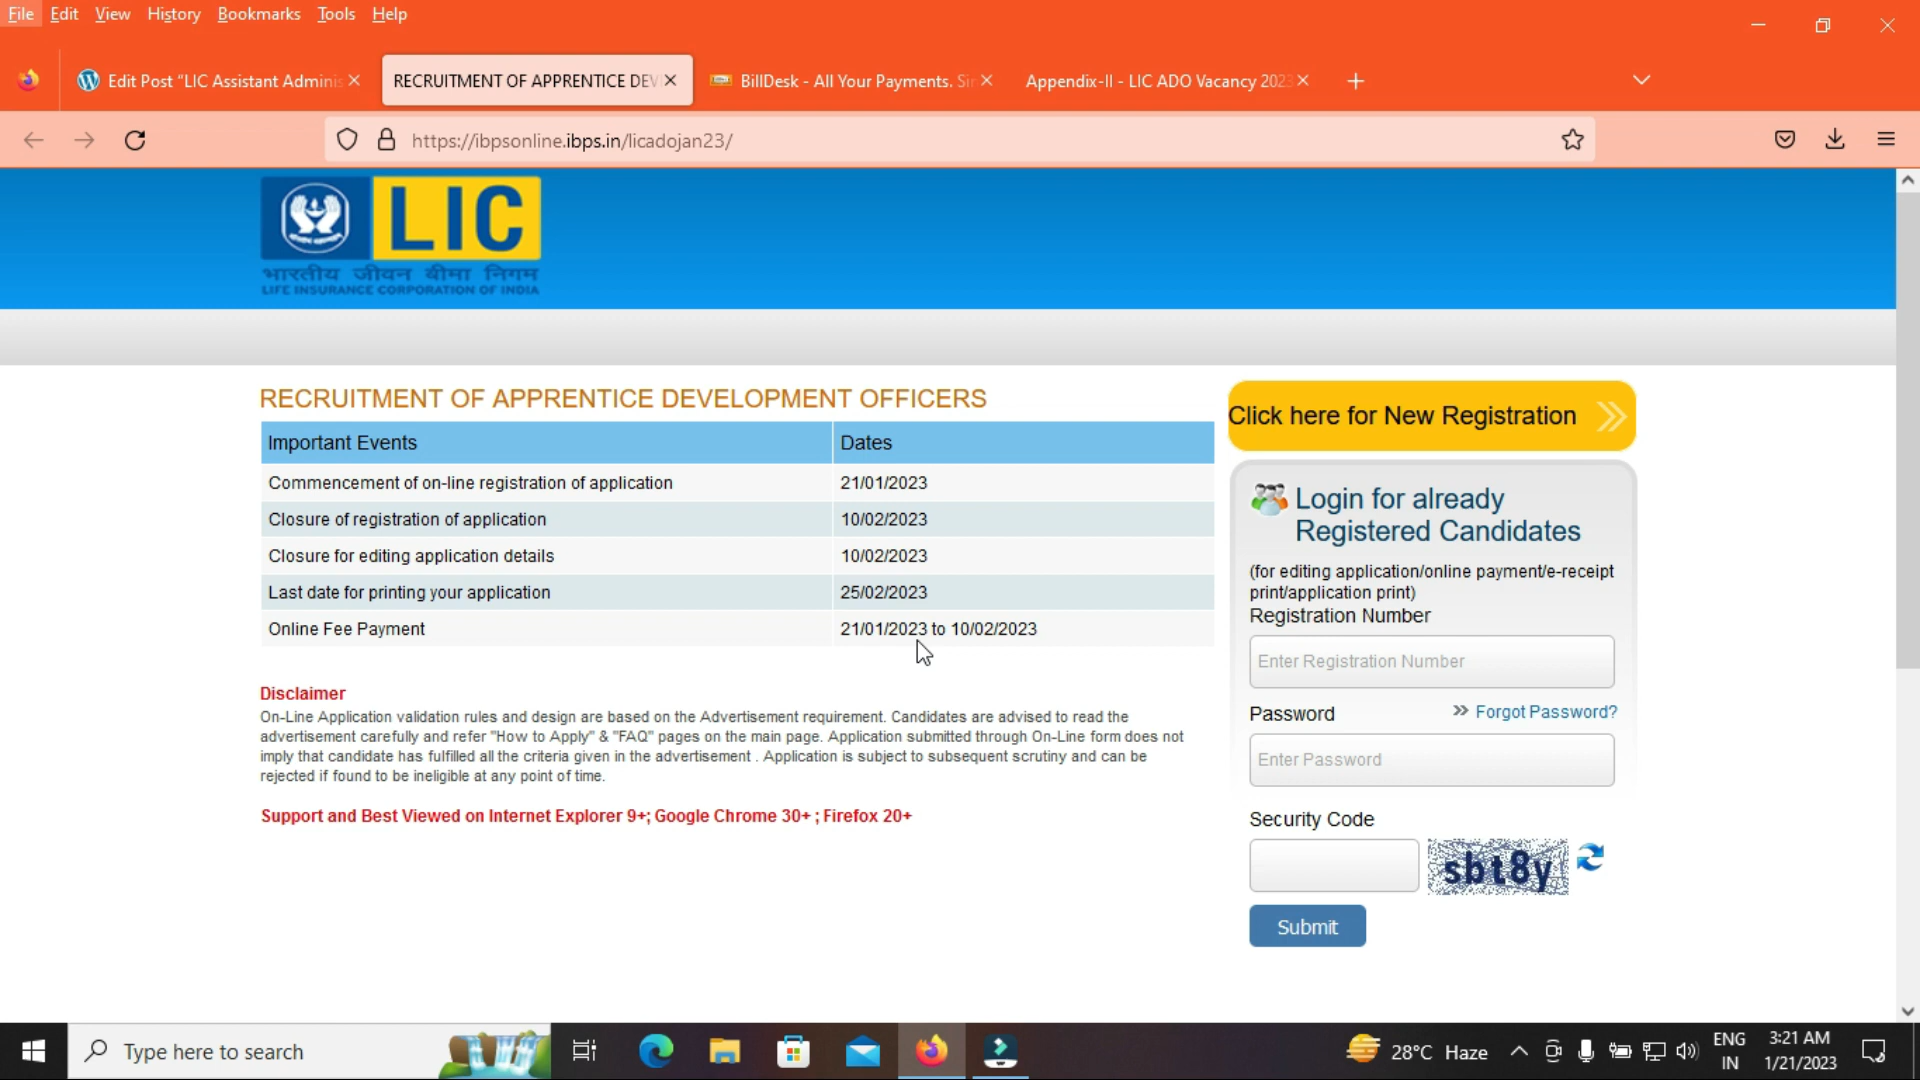 File Edit View History Bookmarks Tools Help
Edit Post “LIC Assistant Adminis
RECRUITMENT OF APPRENTICE DEV
BillDesk - All Your Payments. Sin
Appendix-II - LIC ADO Vacancy 2023
https://ibpsonline.ibps.in/licadojan23/
LIC
भारतीय जीवन बीमा निगम
LIFE INSURANCE CORPORATION OF INDIA
RECRUITMENT OF APPRENTICE DEVELOPMENT OFFICERS
Important Events Dates
Commencement of on-line registration of application 21/01/2023
Closure of registration of application 10/02/2023
Closure for editing application details 10/02/2023
Last date for printing your application 25/02/2023
Online Fee Payment 21/01/2023 to 10/02/2023
Disclaimer
On-Line Application validation rules and design are based on the Advertisement requirement. Candidates are advised to read the
advertisement carefully and refer "How to Apply" & "FAQ" pages on the main page. Application submitted through On-Line form does not
imply that candidate has fulfilled all the criteria given in the advertisement . Application is subject to subsequent scrutiny and can be
rejected if found to be ineligible at any point of time.
Support and Best Viewed on Internet Explorer 9+; Google Chrome 30+ ; Firefox 20+
Click here for New Registration
Login for already
Registered Candidates
(for editing application/online payment/e-receipt
print/application print)
Registration Number
Enter Registration Number
Password
Forgot Password?
Enter Password
Security Code
sbt8y
Submit
Type here to search
28°C Haze
ENG
IN
3:21 AM
1/21/2023